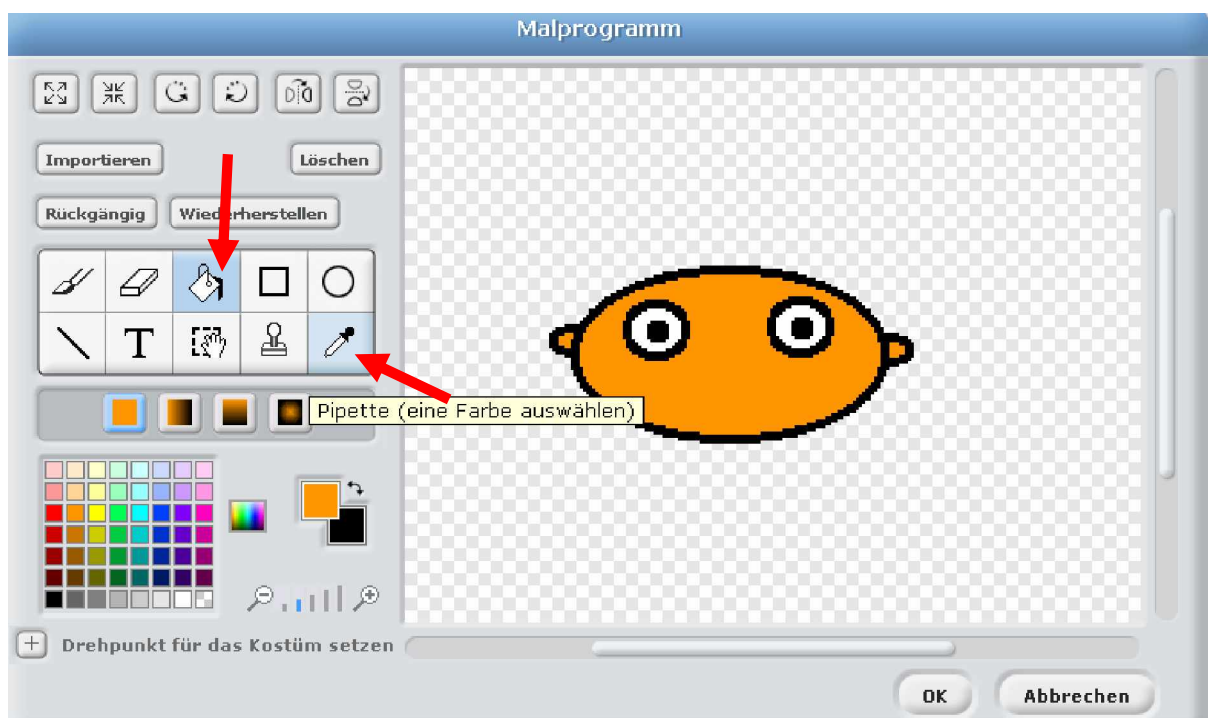 Malprogramm
Importieren
Löschen
Rückgängig
Wiederherstellen
T
Pipette (eine Farbe auswählen)
Drehpunkt für das Kostüm setzen
OK
Abbrechen